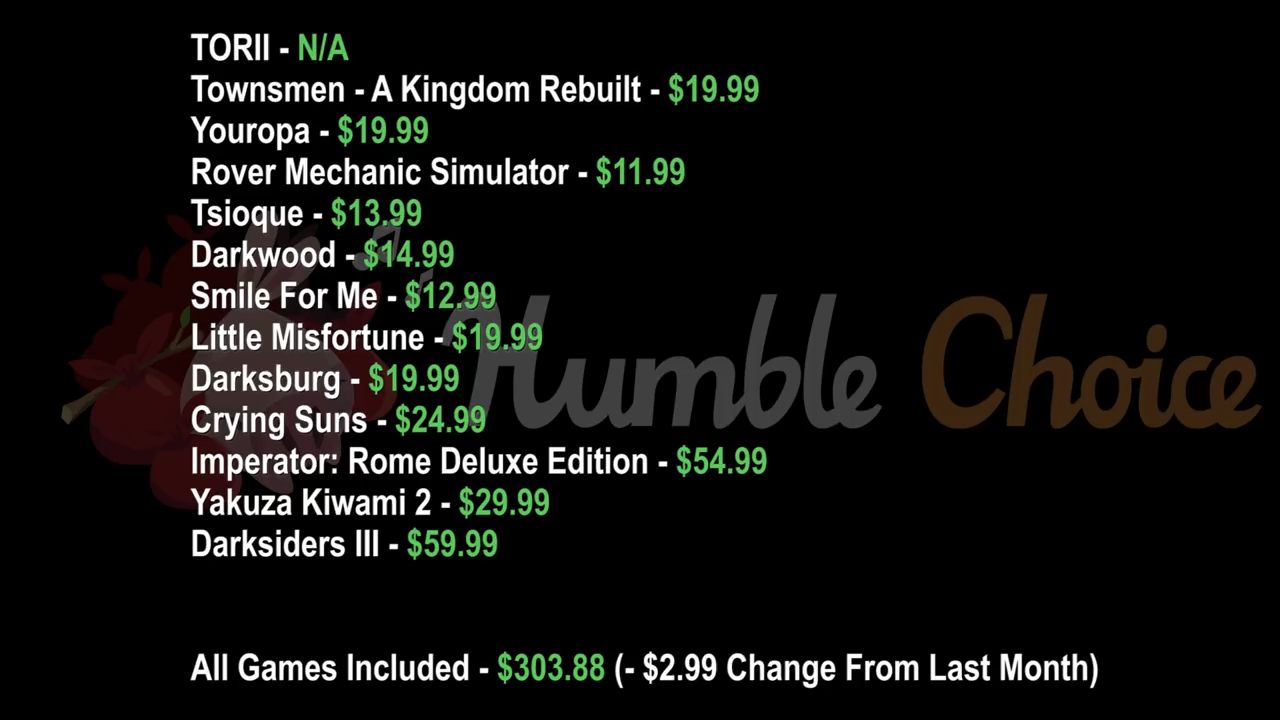 TORII - N/A
Townsmen - A Kingdom Rebuilt - $19.99
Youropa - $19.99
Rover Mechanic Simulator - $11.99
Tsioque - $13.99
Darkwood - $14.99
Smile For Me - $12.99
Little Misfortune - $19.99
Darksburg - $19.99
Crying Suns - $24.99
Imperator: Rome Deluxe Edition - $54.99
Yakuza Kiwami 2 - $29.99
Darksiders III - $59.99
Humble Choice
All Games Included - $303.88 (- $2.99 Change From Last Month)